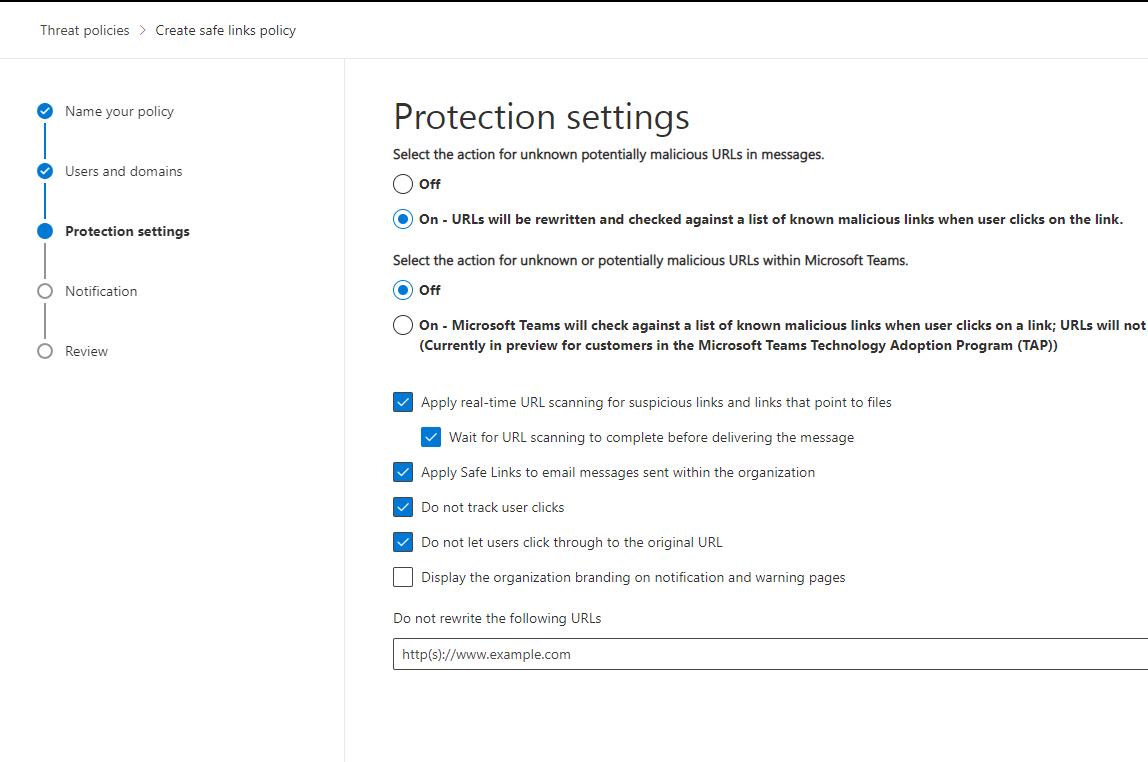 Threat policies > Create safe links policy
Name your policy
Users and domains
Protection settings
Notification
Review
Protection settings
Select the action for unknown potentially malicious URLs in messages.
Off
On - URLs will be rewritten and checked against a list of known malicious links when user clicks on the link.
Select the action for unknown or potentially malicious URLs within Microsoft Teams.
Off
On - Microsoft Teams will check against a list of known malicious links when user clicks on a link; URLs will not
(Currently in preview for customers in the Microsoft Teams Technology Adoption Program (TAP))
Apply real-time URL scanning for suspicious links and links that point to files
Wait for URL scanning to complete before delivering the message
Apply Safe Links to email messages sent within the organization
Do not track user clicks
Do not let users click through to the original URL
Display the organization branding on notification and warning pages
Do not rewrite the following URLs
http(s)://www.example.com